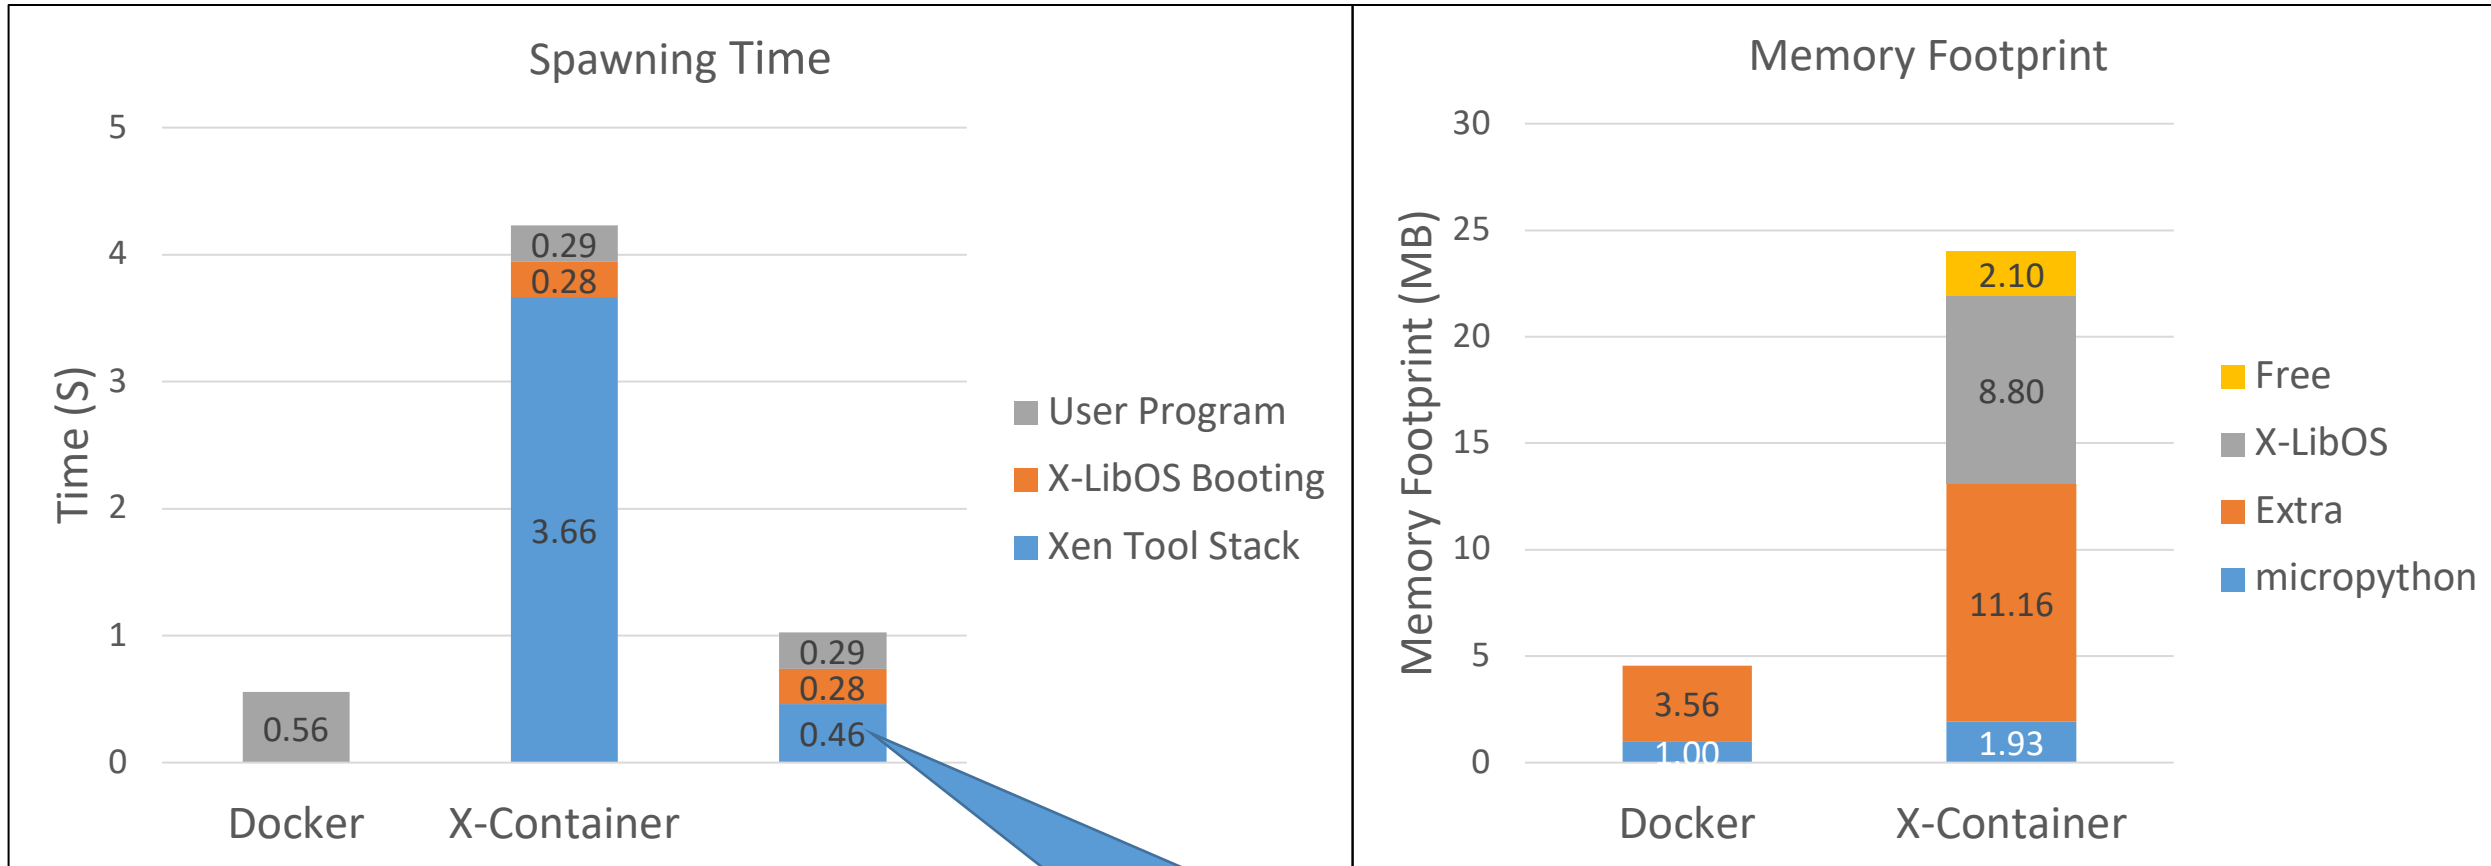 Spawning Time
5
4
3
2
1
0
Time (S)
0.56
0.29
0.28
3.66
0.29
0.28
0.46
Docker
X-Container
User Program
X-LibOS Booting
Xen Tool Stack
Memory Footprint
30
25
20
15
10
5
0
Memory Footprint (MB)
3.56
1.00
2.10
8.80
11.16
1.93
Docker
X-Container
Free
X-LibOS
Extra
micropython